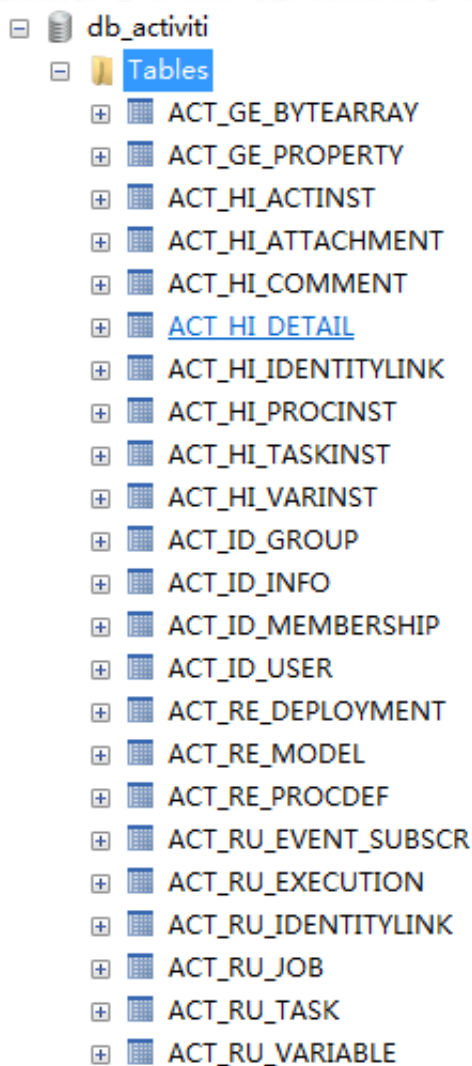 db_activiti
Tables
ACT_GE_BYTEARRAY
ACT_GE_PROPERTY
ACT_HI_ACTINST
ACT_HI_ATTACHMENT
ACT_HI_COMMENT
ACT_HI_DETAIL
ACT_HI_IDENTITYLINK
ACT_HI_PROCINST
ACT_HI_TASKINST
ACT_HI_VARINST
ACT_ID_GROUP
ACT_ID_INFO
ACT_ID_MEMBERSHIP
ACT_ID_USER
ACT_RE_DEPLOYMENT
ACT_RE_MODEL
ACT_RE_PROCDEF
ACT_RU_EVENT_SUBSCR
ACT_RU_EXECUTION
ACT_RU_IDENTITYLINK
ACT_RU_JOB
ACT_RU_TASK
ACT_RU_VARIABLE